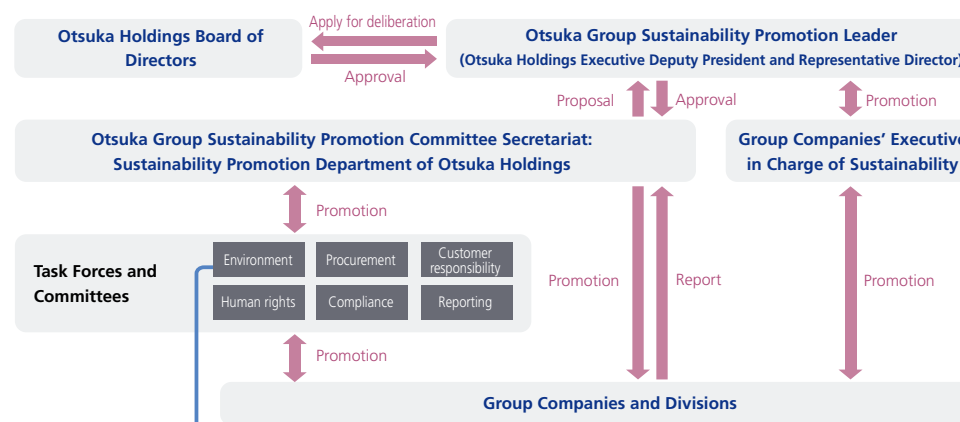 Otsuka Holdings Board of
Directors
Apply for deliberation
Approval
Otsuka Group Sustainability Promotion Leader
(Otsuka Holdings Executive Deputy President and Representative Director)
Proposal
Approval
Promotion
Otsuka Group Sustainability Promotion Committee Secretariat:
Sustainability Promotion Department of Otsuka Holdings
Group Companies’ Executive
in Charge of Sustainability
Promotion
Task Forces and
Committees
Environment
Procurement
Customer
responsibility
Human rights
Compliance
Reporting
Promotion
Report
Promotion
Promotion
Group Companies and Divisions